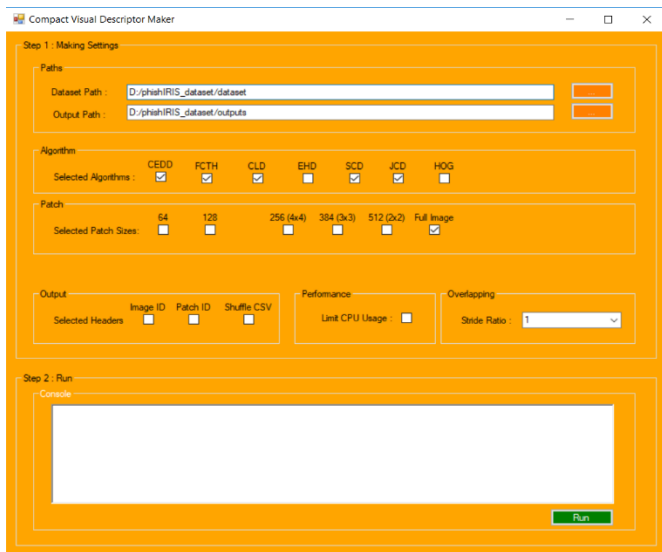 Compact Visual Descriptor Maker
Step 1 : Making Settings
Paths
Dataset Path : D:/phishIRIS_dataset/dataset ...
Output Path : D:/phishIRIS_dataset/outputs ...
Algorithm
CEDD FCTH CLD EHD SCD JCD HOG
Selected Algorithms :
Patch
64 128 256 (4x4) 384 (3x3) 512 (2x2) Full Image
Selected Patch Sizes:
Output Performance Overlapping
Image ID Patch ID Shuffle CSV
Selected Headers Limit CPU Usage : Stride Ratio : 1
Step 2 : Run
Console
Run